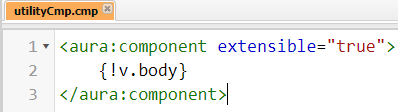 utilityCmp.cmp
1 <aura:component extensible="true">
2 {!v.body}
3 </aura:component>